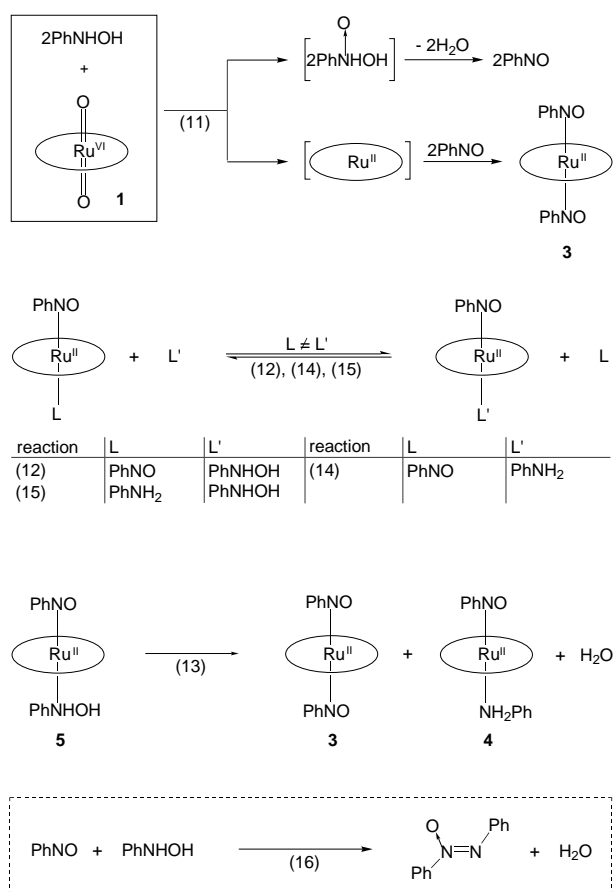 2PhNHOH
+
O
Ru^VI
O
1
(11)
O
[2PhNHOH]
- 2H₂O
2PhNO
[Ru^II]
2PhNO
PhNO
Ru^II
PhNO
3
PhNO
Ru^II
L
+ L'
L ≠ L'
(12), (14), (15)
PhNO
Ru^II
L'
+ L
reaction L L' reaction L L'
(12) PhNO PhNHOH (14) PhNO PhNH₂
(15) PhNH₂ PhNHOH
PhNO
Ru^II
PhNHOH
5
(13)
PhNO
Ru^II
PhNO
3
+
PhNO
Ru^II
NH₂Ph
4
+ H₂O
PhNO + PhNHOH
(16)
O Ph
N=N
Ph
+ H₂O